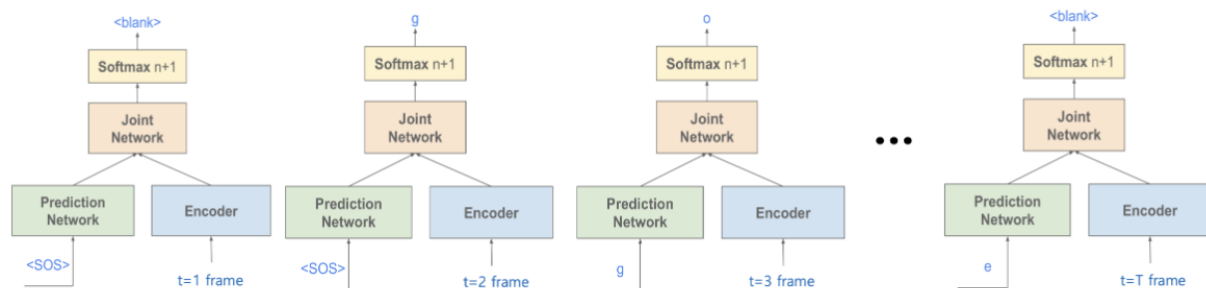 <blank>
Softmax n+1
Joint
Network
Prediction
Network
Encoder
<SOS>
t=1 frame
g
Softmax n+1
Joint
Network
Prediction
Network
Encoder
<SOS>
t=2 frame
o
Softmax n+1
Joint
Network
Prediction
Network
Encoder
g
t=3 frame
...
<blank>
Softmax n+1
Joint
Network
Prediction
Network
Encoder
e
t=T frame